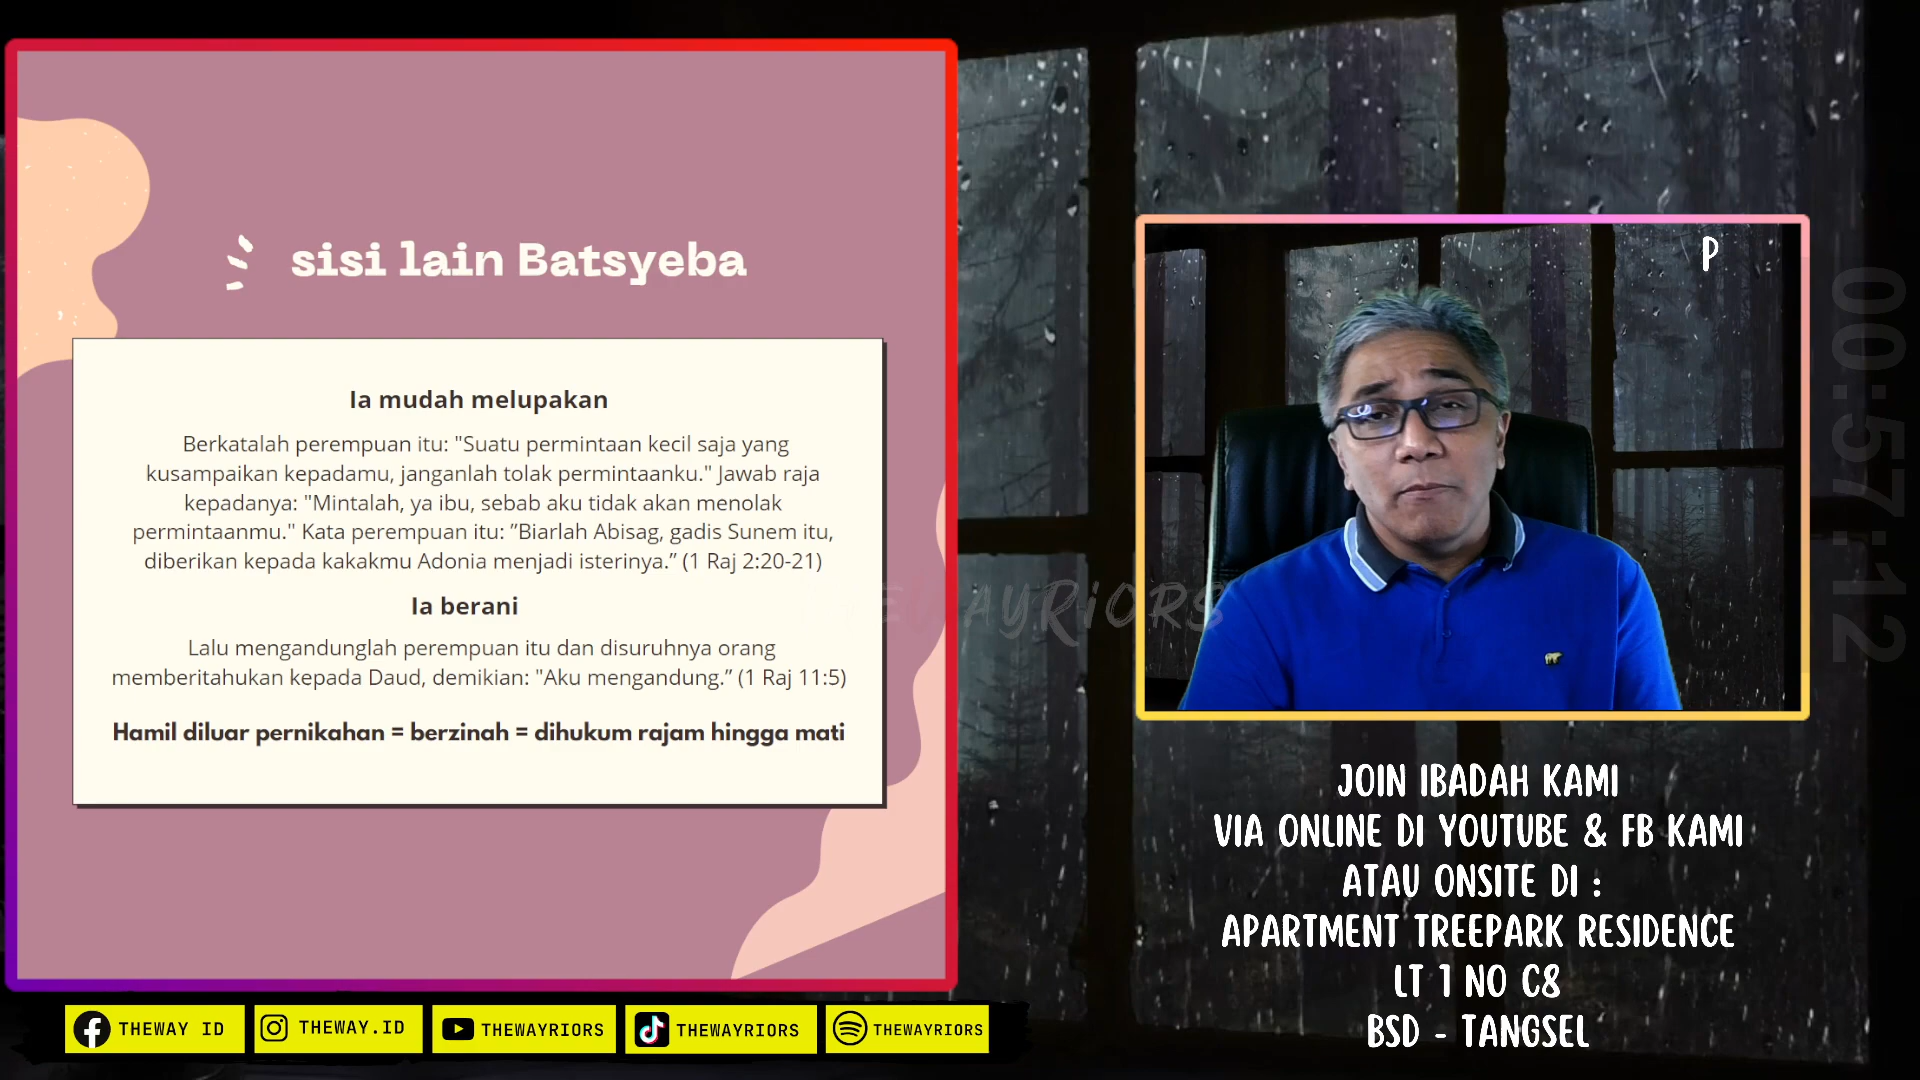 sisi lain Batsyeba
Ia mudah melupakan
Berkatalah perempuan itu: "Suatu permintaan kecil saja yang
kusampaikan kepadamu, janganlah tolak permintaanku." Jawab raja
kepadanya: "Mintalah, ya ibu, sebab aku tidak akan menolak
permintaanmu." Kata perempuan itu: ”Biarlah Abisag, gadis Sunem itu,
diberikan kepada kakakmu Adonia menjadi isterinya.” (1 Raj 2:20-21)
Ia berani
Lalu mengandunglah perempuan itu dan disuruhnya orang
memberitahukan kepada Daud, demikian: "Aku mengandung.” (1 Raj 11:5)
Hamil diluar pernikahan = berzinah = dihukum rajam hingga mati
THEWAYRIORS
P
00:57:12
JOIN IBADAH KAMI
VIA ONLINE DI YOUTUBE & FB KAMI
ATAU ONSITE DI :
APARTMENT TREEPARK RESIDENCE
LT 1 NO C8
BSD - TANGSEL
THEWAY ID
THEWAY.ID
THEWAYRIORS
THEWAYRIORS
THEWAYRIORS